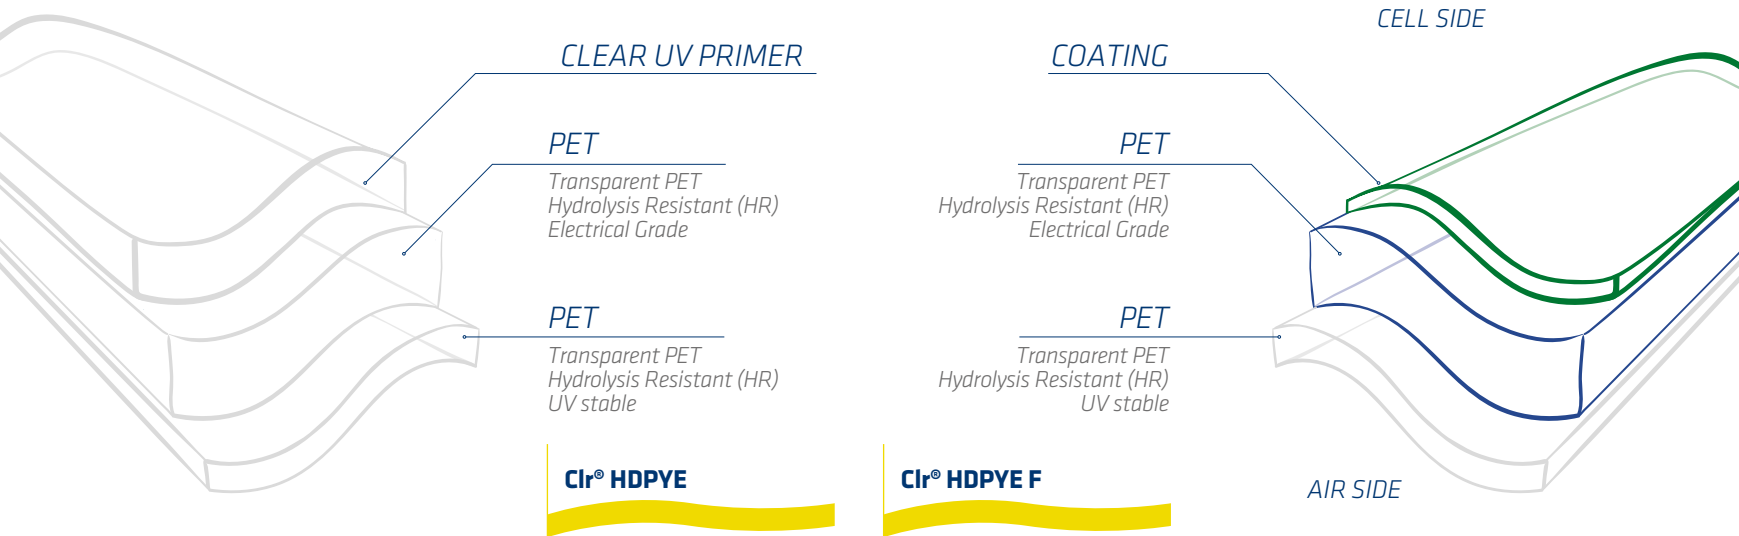 CELL SIDE
CLEAR UV PRIMER
PET
Transparent PET
Hydrolysis Resistant (HR)
Electrical Grade
PET
Transparent PET
Hydrolysis Resistant (HR)
UV stable
Clr® HDPYE
COATING
PET
Transparent PET
Hydrolysis Resistant (HR)
Electrical Grade
PET
Transparent PET
Hydrolysis Resistant (HR)
UV stable
Clr® HDPYE F
AIR SIDE